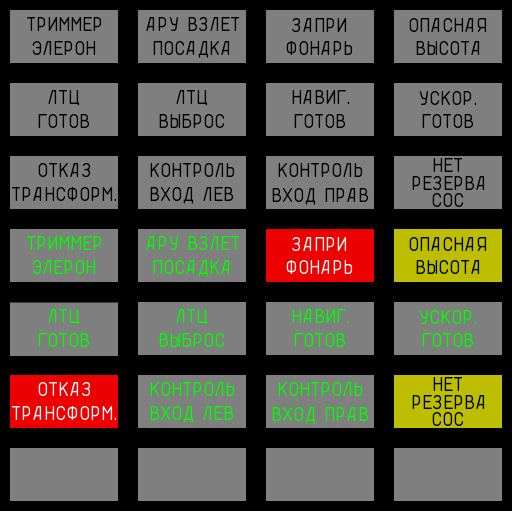 ТРИММЕР
ЭЛЕРОН
АРУ ВЗЛЕТ
ПОСАДКА
ЗАПРИ
ФОНАРЬ
ОПАСНАЯ
ВЫСОТА
ЛТЦ
ГОТОВ
ЛТЦ
ВЫБРОС
НАВИГ.
ГОТОВ
УСКОР.
ГОТОВ
ОТКАЗ
ТРАНСФОРМ.
КОНТРОЛЬ
ВХОД ЛЕВ
КОНТРОЛЬ
ВХОД ПРАВ
НЕТ
РЕЗЕРВА
СОС
ТРИММЕР
ЭЛЕРОН
АРУ ВЗЛЕТ
ПОСАДКА
ЗАПРИ
ФОНАРЬ
ОПАСНАЯ
ВЫСОТА
ЛТЦ
ГОТОВ
ЛТЦ
ВЫБРОС
НАВИГ.
ГОТОВ
УСКОР.
ГОТОВ
ОТКАЗ
ТРАНСФОРМ.
КОНТРОЛЬ
ВХОД ЛЕВ
КОНТРОЛЬ
ВХОД ПРАВ
НЕТ
РЕЗЕРВА
СОС